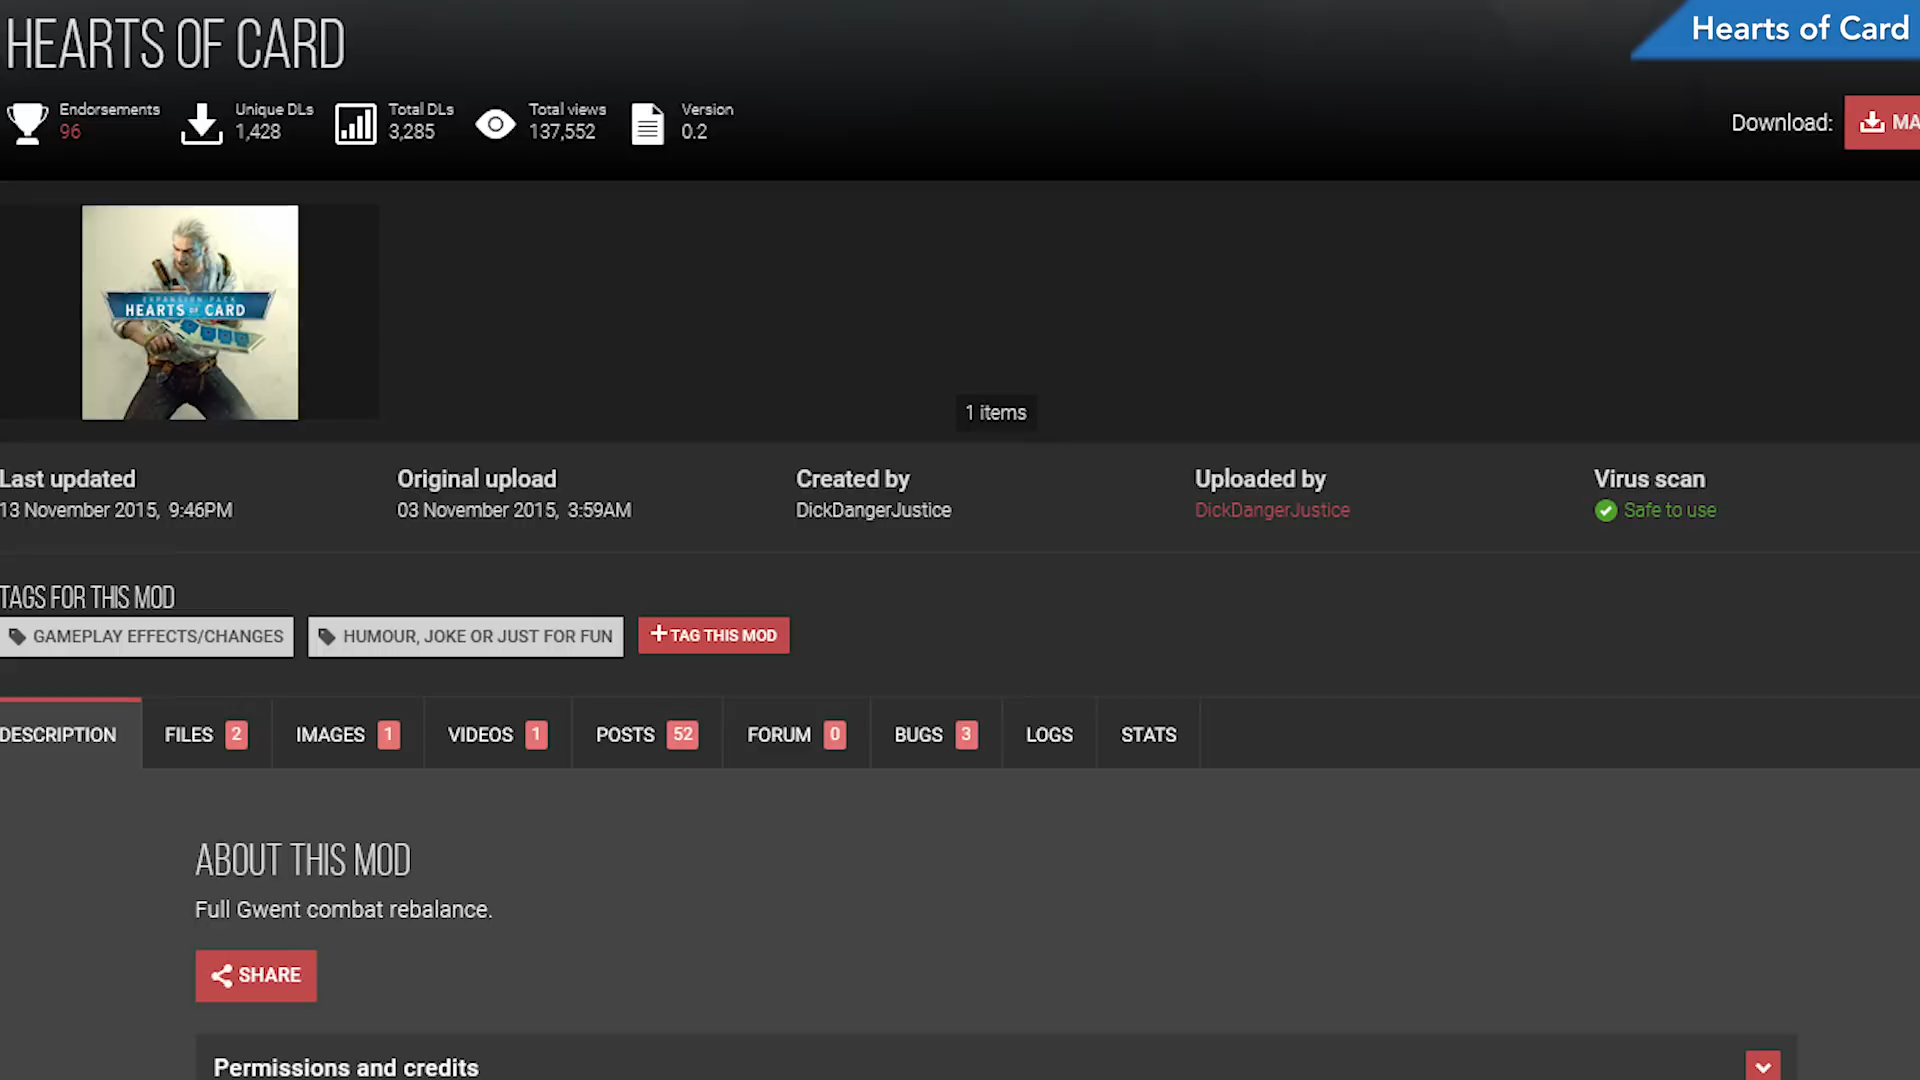 HEARTS OF CARD
Hearts of Card
Endorsements
96
Unique DLs
1,428
Total DLs
3,285
Total views
137,552
Version
0.2
Download:
MA
EXPANSION PACK
HEARTS OF CARD
1 items
Last updated
13 November 2015, 9:46PM
Original upload
03 November 2015, 3:59AM
Created by
DickDangerJustice
Uploaded by
DickDangerJustice
Virus scan
Safe to use
TAGS FOR THIS MOD
GAMEPLAY EFFECTS/CHANGES
HUMOUR, JOKE OR JUST FOR FUN
+ TAG THIS MOD
DESCRIPTION
FILES 2
IMAGES 1
VIDEOS 1
POSTS 52
FORUM 0
BUGS 3
LOGS
STATS
ABOUT THIS MOD
Full Gwent combat rebalance.
SHARE
Permissions and credits